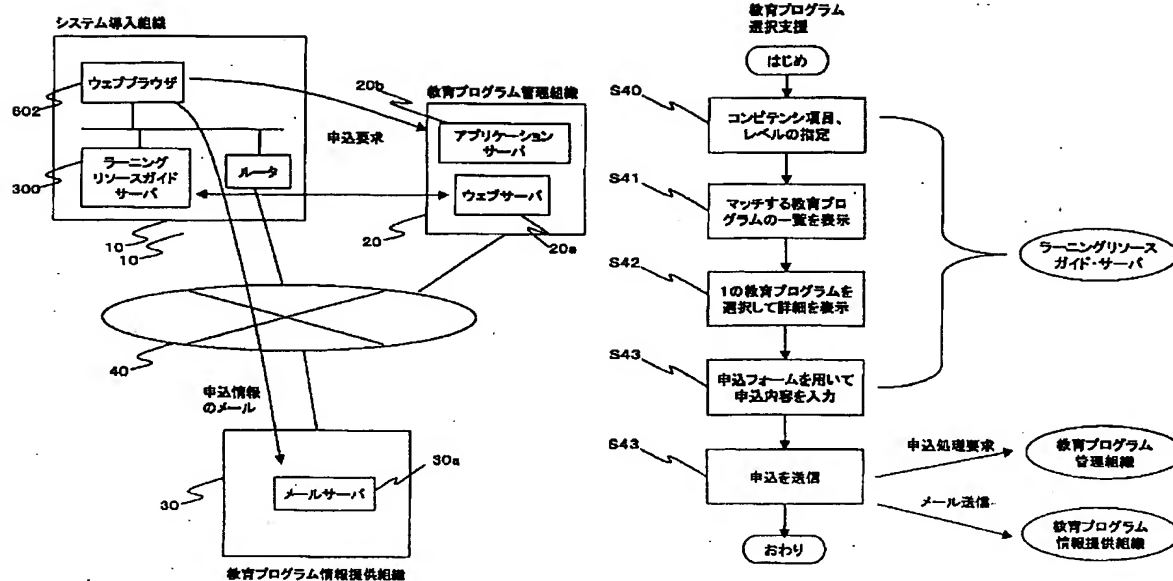 システム導入組織
ウェブブラウザ
602
ラーニング
リソースガイド
サーバ
300
ルータ
10
10
申込要求
20b
教育プログラム管理組織
アプリケーション
サーバ
ウェブサーバ
20
20a
40
申込情報
のメール
30a
メールサーバ
30
教育プログラム情報提供組織
教育プログラム
選択支援
はじめ
S40
コンピテンシ項目、
レベルの指定
S41
マッチする教育プロ
グラムの一覧を表示
S42
1の教育プログラムを
選択して詳細を表示
S43
申込フォームを用いて
申込内容を入力
S43
申込を送信
おわり
ラーニングリソース
ガイド・サーバ
申込処理要求
教育プログラム
管理組織
メール送信
教育プログラム
情報提供組織